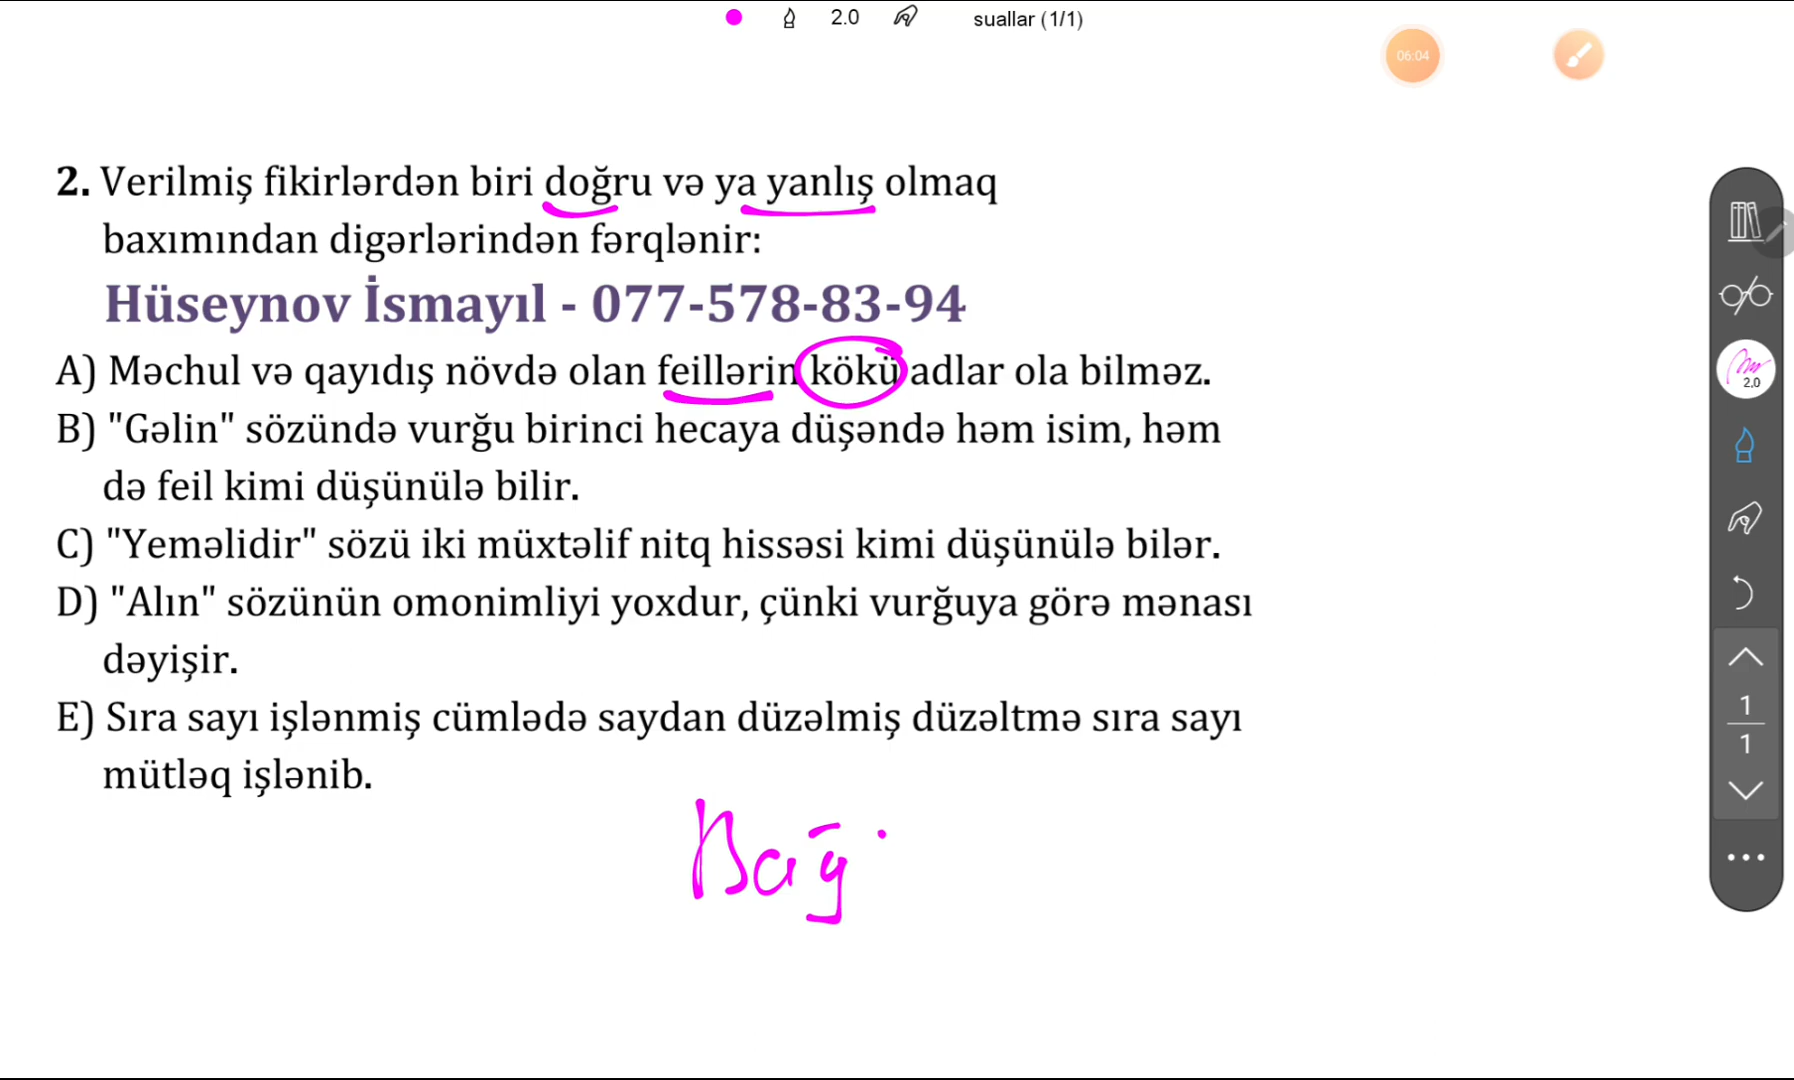 2.0 suallar (1/1)
06:04
2. Verilmiş fikirlərdən biri doğru və ya yanlış olmaq
baxımından digərlərindən fərqlənir:
Hüseynov İsmayıl - 077-578-83-94
A) Məchul və qayıdış növdə olan feillərin kökü adlar ola bilməz.
B) "Gəlin" sözündə vurğu birinci hecaya düşəndə həm isim, həm
də feil kimi düşünülə bilir.
C) "Yeməlidir" sözü iki müxtəlif nitq hissəsi kimi düşünülə bilər.
D) "Alın" sözünün omonimliyi yoxdur, çünki vurğuya görə mənası
dəyişir.
E) Sıra sayı işlənmiş cümlədə saydan düzəlmiş düzəltmə sıra sayı
mütləq işlənib.
Bağ
2.0
1
1